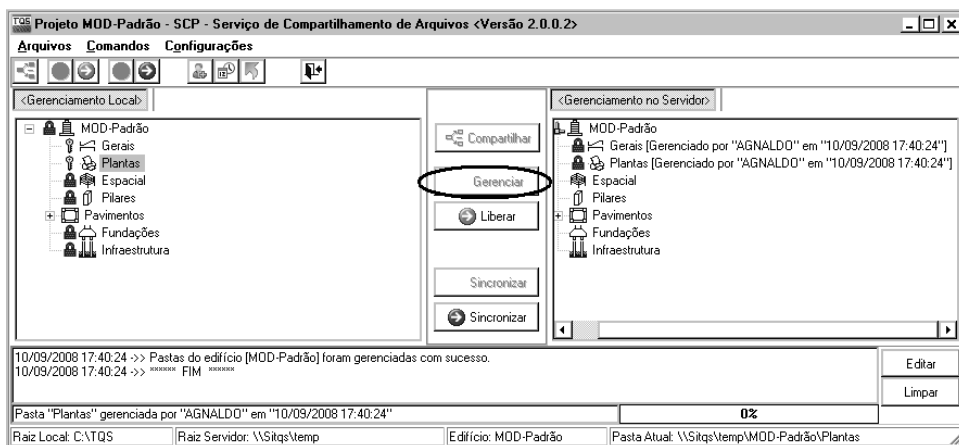 Projeto MOD-Padrão - SCP - Serviço de Compartilhamento de Arquivos <Versão 2.0.0.2>
Arquivos Comandos Configurações
<Gerenciamento Local>
<Gerenciamento no Servidor>
MOD-Padrão
Gerais
Plantas
Espacial
Pilares
Pavimentos
Fundações
Infraestrutura
Compartilhar
Gerenciar
Liberar
Sincronizar
Sincronizar
MOD-Padrão
Gerais [Gerenciado por "AGNALDO" em "10/09/2008 17:40:24"]
Plantas [Gerenciado por "AGNALDO" em "10/09/2008 17:40:24"]
Espacial
Pilares
Pavimentos
Fundações
Infraestrutura
10/09/2008 17:40:24 ->> Pastas do edifício [MOD-Padrão] foram gerenciadas com sucesso.
10/09/2008 17:40:24 ->> ****** FIM ******
Editar
Limpar
Pasta "Plantas" gerenciada por "AGNALDO" em "10/09/2008 17:40:24"
0%
Raiz Local: C:\TQS
Raiz Servidor: \\Sitqs\temp
Edifício: MOD-Padrão
Pasta Atual: \\Sitqs\temp\MOD-Padrão\Plantas